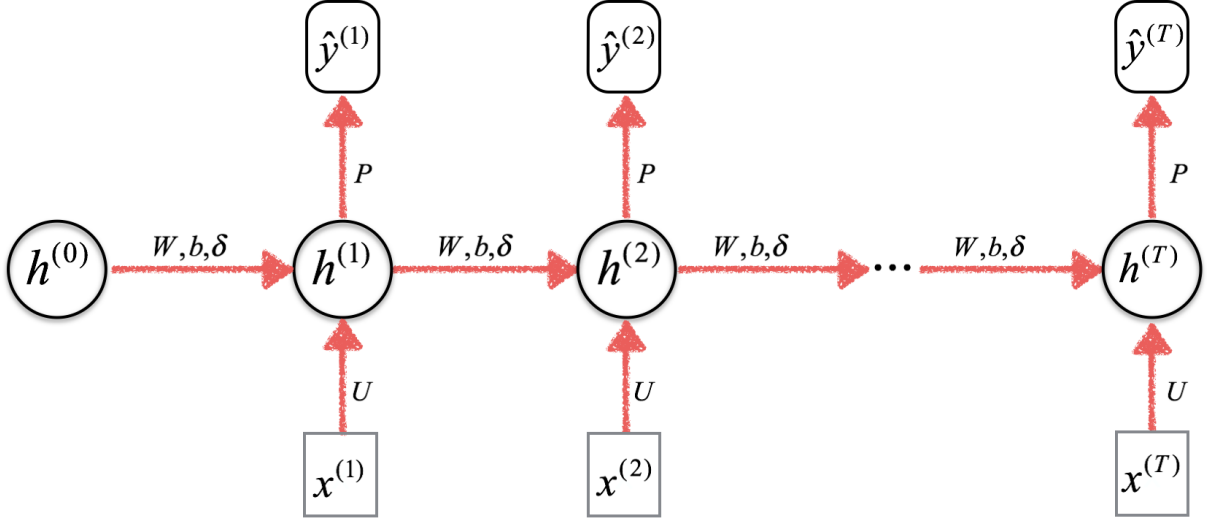 ŷ⁽¹⁾ ŷ⁽²⁾ ŷ⁽ᵀ⁾
P P P
W,b,δ W,b,δ W,b,δ W,b,δ
h⁽⁰⁾ h⁽¹⁾ h⁽²⁾ ... h⁽ᵀ⁾
U U U
x⁽¹⁾ x⁽²⁾ x⁽ᵀ⁾